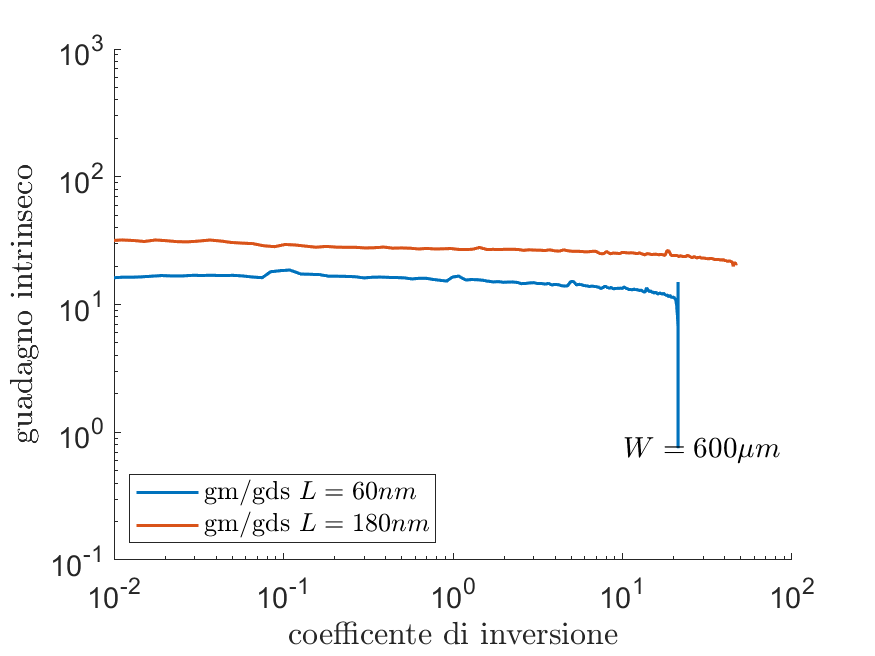 guadagno intrinseco
10^3
10^2
10^1
10^0
10^-1
W = 600μm
gm/gds L = 60nm
gm/gds L = 180nm
10^-2 10^-1 10^0 10^1 10^2
coefficente di inversione